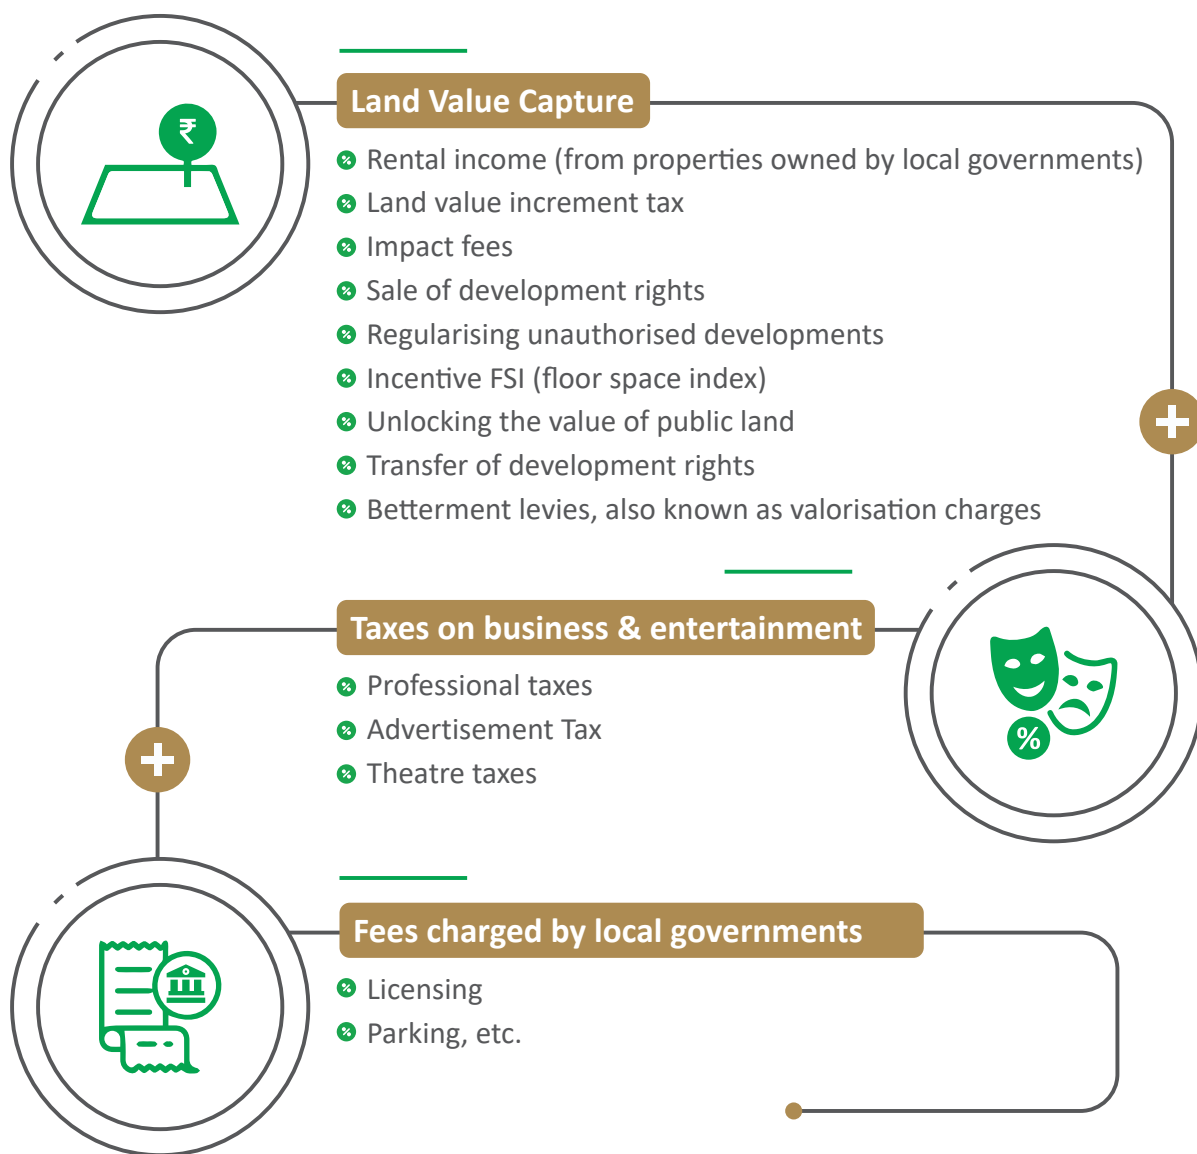 ₹
Land Value Capture
Rental income (from properties owned by local governments)
Land value increment tax
Impact fees
Sale of development rights
Regularising unauthorised developments
Incentive FSI (floor space index)
Unlocking the value of public land
Transfer of development rights
Betterment levies, also known as valorisation charges
Taxes on business & entertainment
Professional taxes
Advertisement Tax
Theatre taxes
%
Fees charged by local governments
Licensing
Parking, etc.